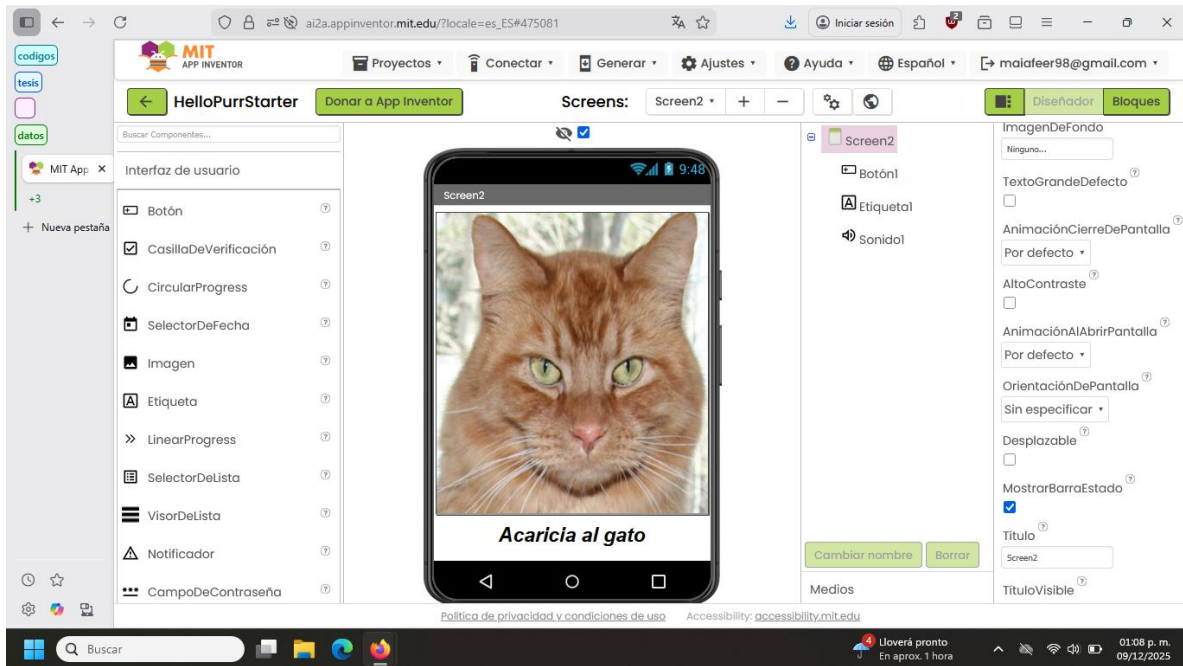 ai2a.appinventor.mit.edu/?locale=es_ES#475081
Iniciar sesión
codigos
tesis
datos
MIT App
+3
Nueva pestaña
MIT
APP INVENTOR
Proyectos
Conectar
Generar
Ajustes
Ayuda
Español
maiafeer98@gmail.com
HelloPurrStarter
Donar a App Inventor
Screens:
Screen2
Diseñador
Bloques
Buscar Componentes...
Interfaz de usuario
Botón
CasillaDeVerificación
CircularProgress
SelectorDeFecha
Imagen
Etiqueta
LinearProgress
SelectorDeLista
VisorDeLista
Notificador
CampoDeContraseña
9:48
Screen2
Acaricia al gato
Screen2
Botón1
Etiqueta1
Sonido1
Cambiar nombre
Borrar
Medios
ImagenDeFondo
Ninguno...
TextoGrandeDefecto
AnimaciónCierreDePantalla
Por defecto
AltoContraste
AnimaciónAlAbrirPantalla
Por defecto
OrientaciónDePantalla
Sin especificar
Desplazable
MostrarBarraEstado
Título
Screen2
TítuloVisible
Política de privacidad y condiciones de uso
Accessibility: accessibility.mit.edu
Buscar
4
Lloverá pronto
En aprox. 1 hora
01:08 p. m.
09/12/2025